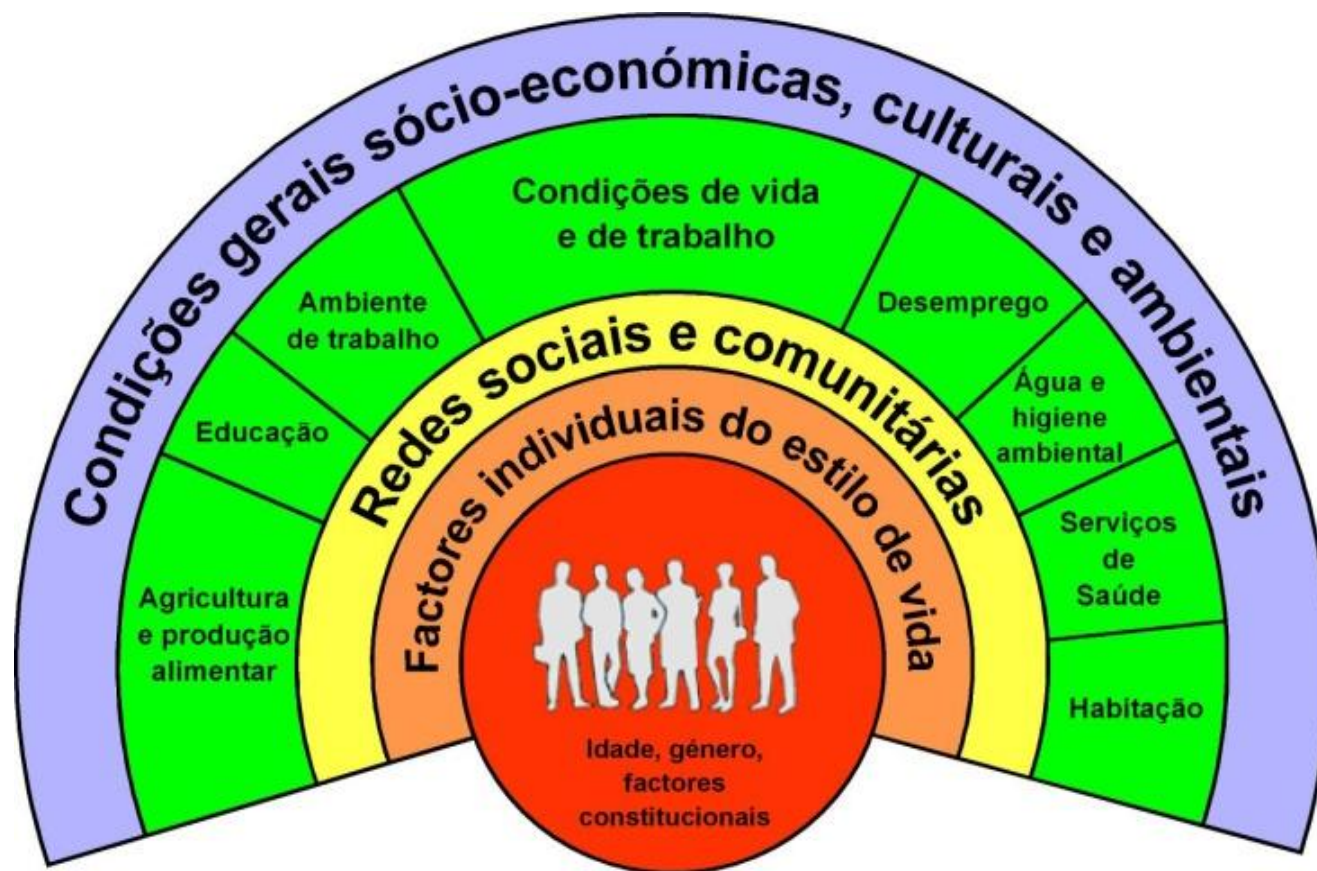 Condições gerais sócio-económicas, culturais e ambientais
Condições de vida
e de trabalho
Ambiente
de trabalho
Desemprego
Educação
Água e
higiene
ambiental
Agricultura
e produção
alimentar
Serviços
de
Saúde
Habitação
Redes sociais e comunitárias
Factores individuais do estilo de vida
Idade, género,
factores
constitucionais